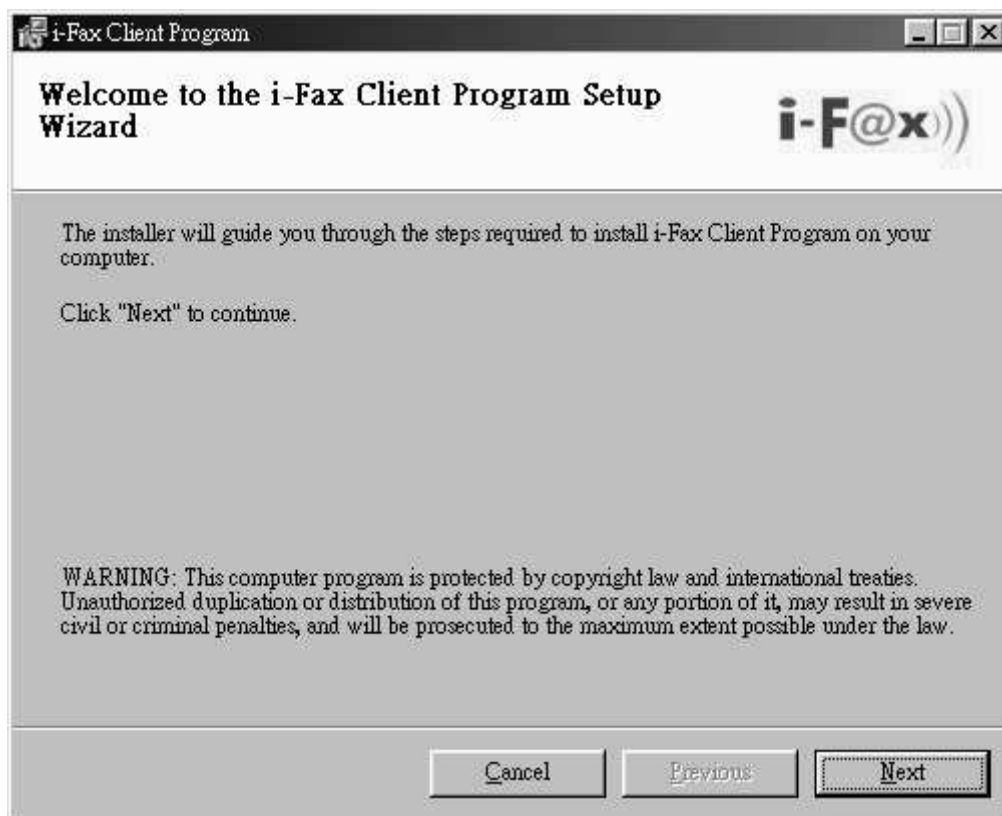 i-Fax Client Program
Welcome to the i-Fax Client Program Setup
Wizard
i-F@x
The installer will guide you through the steps required to install i-Fax Client Program on your
computer.
Click "Next" to continue.
WARNING: This computer program is protected by copyright law and international treaties.
Unauthorized duplication or distribution of this program, or any portion of it, may result in severe
civil or criminal penalties, and will be prosecuted to the maximum extent possible under the law.
Cancel Previous Next